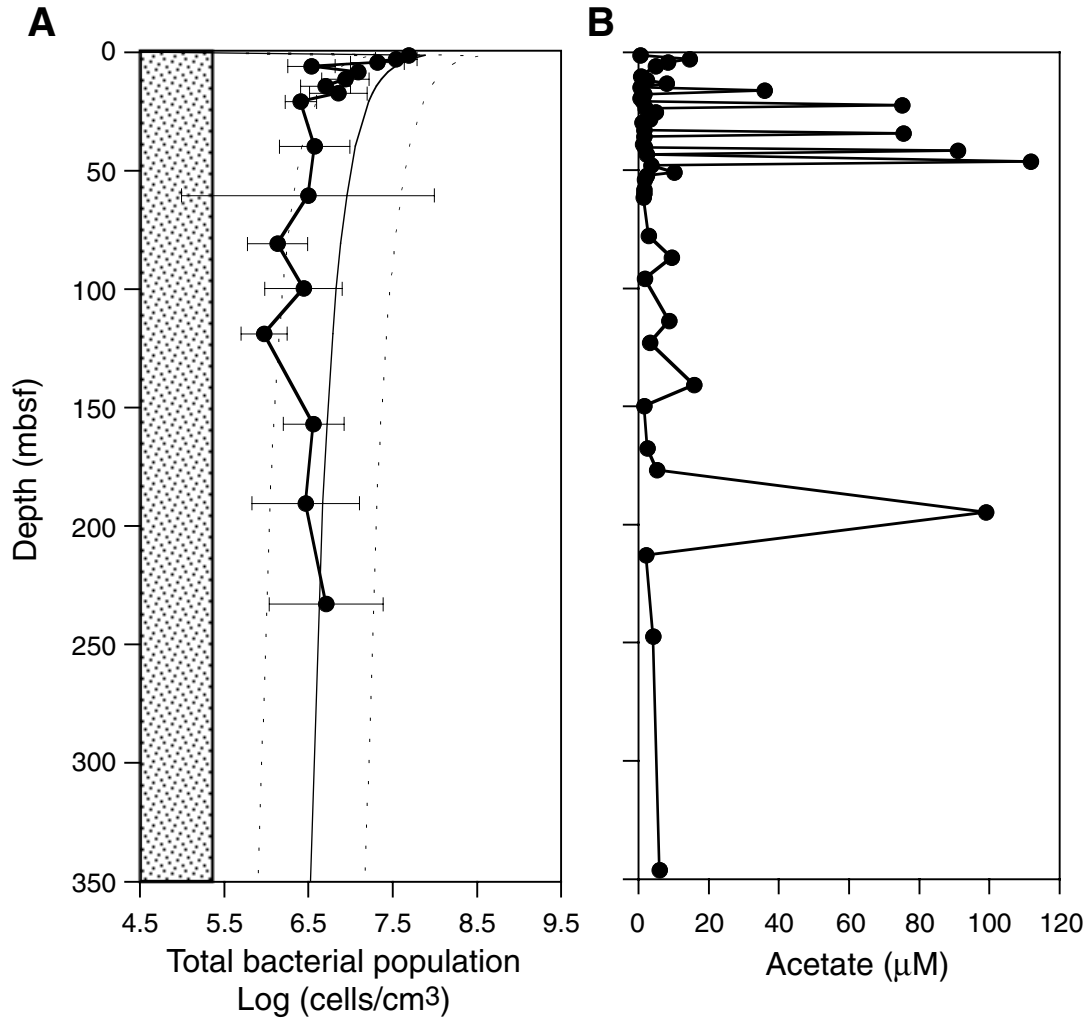 A
B
0
50
100
150
200
250
300
350
Depth (mbsf)
4.5 5.5 6.5 7.5 8.5 9.5
Total bacterial population
Log (cells/cm3)
0 20 40 60 80 100 120
Acetate (μM)